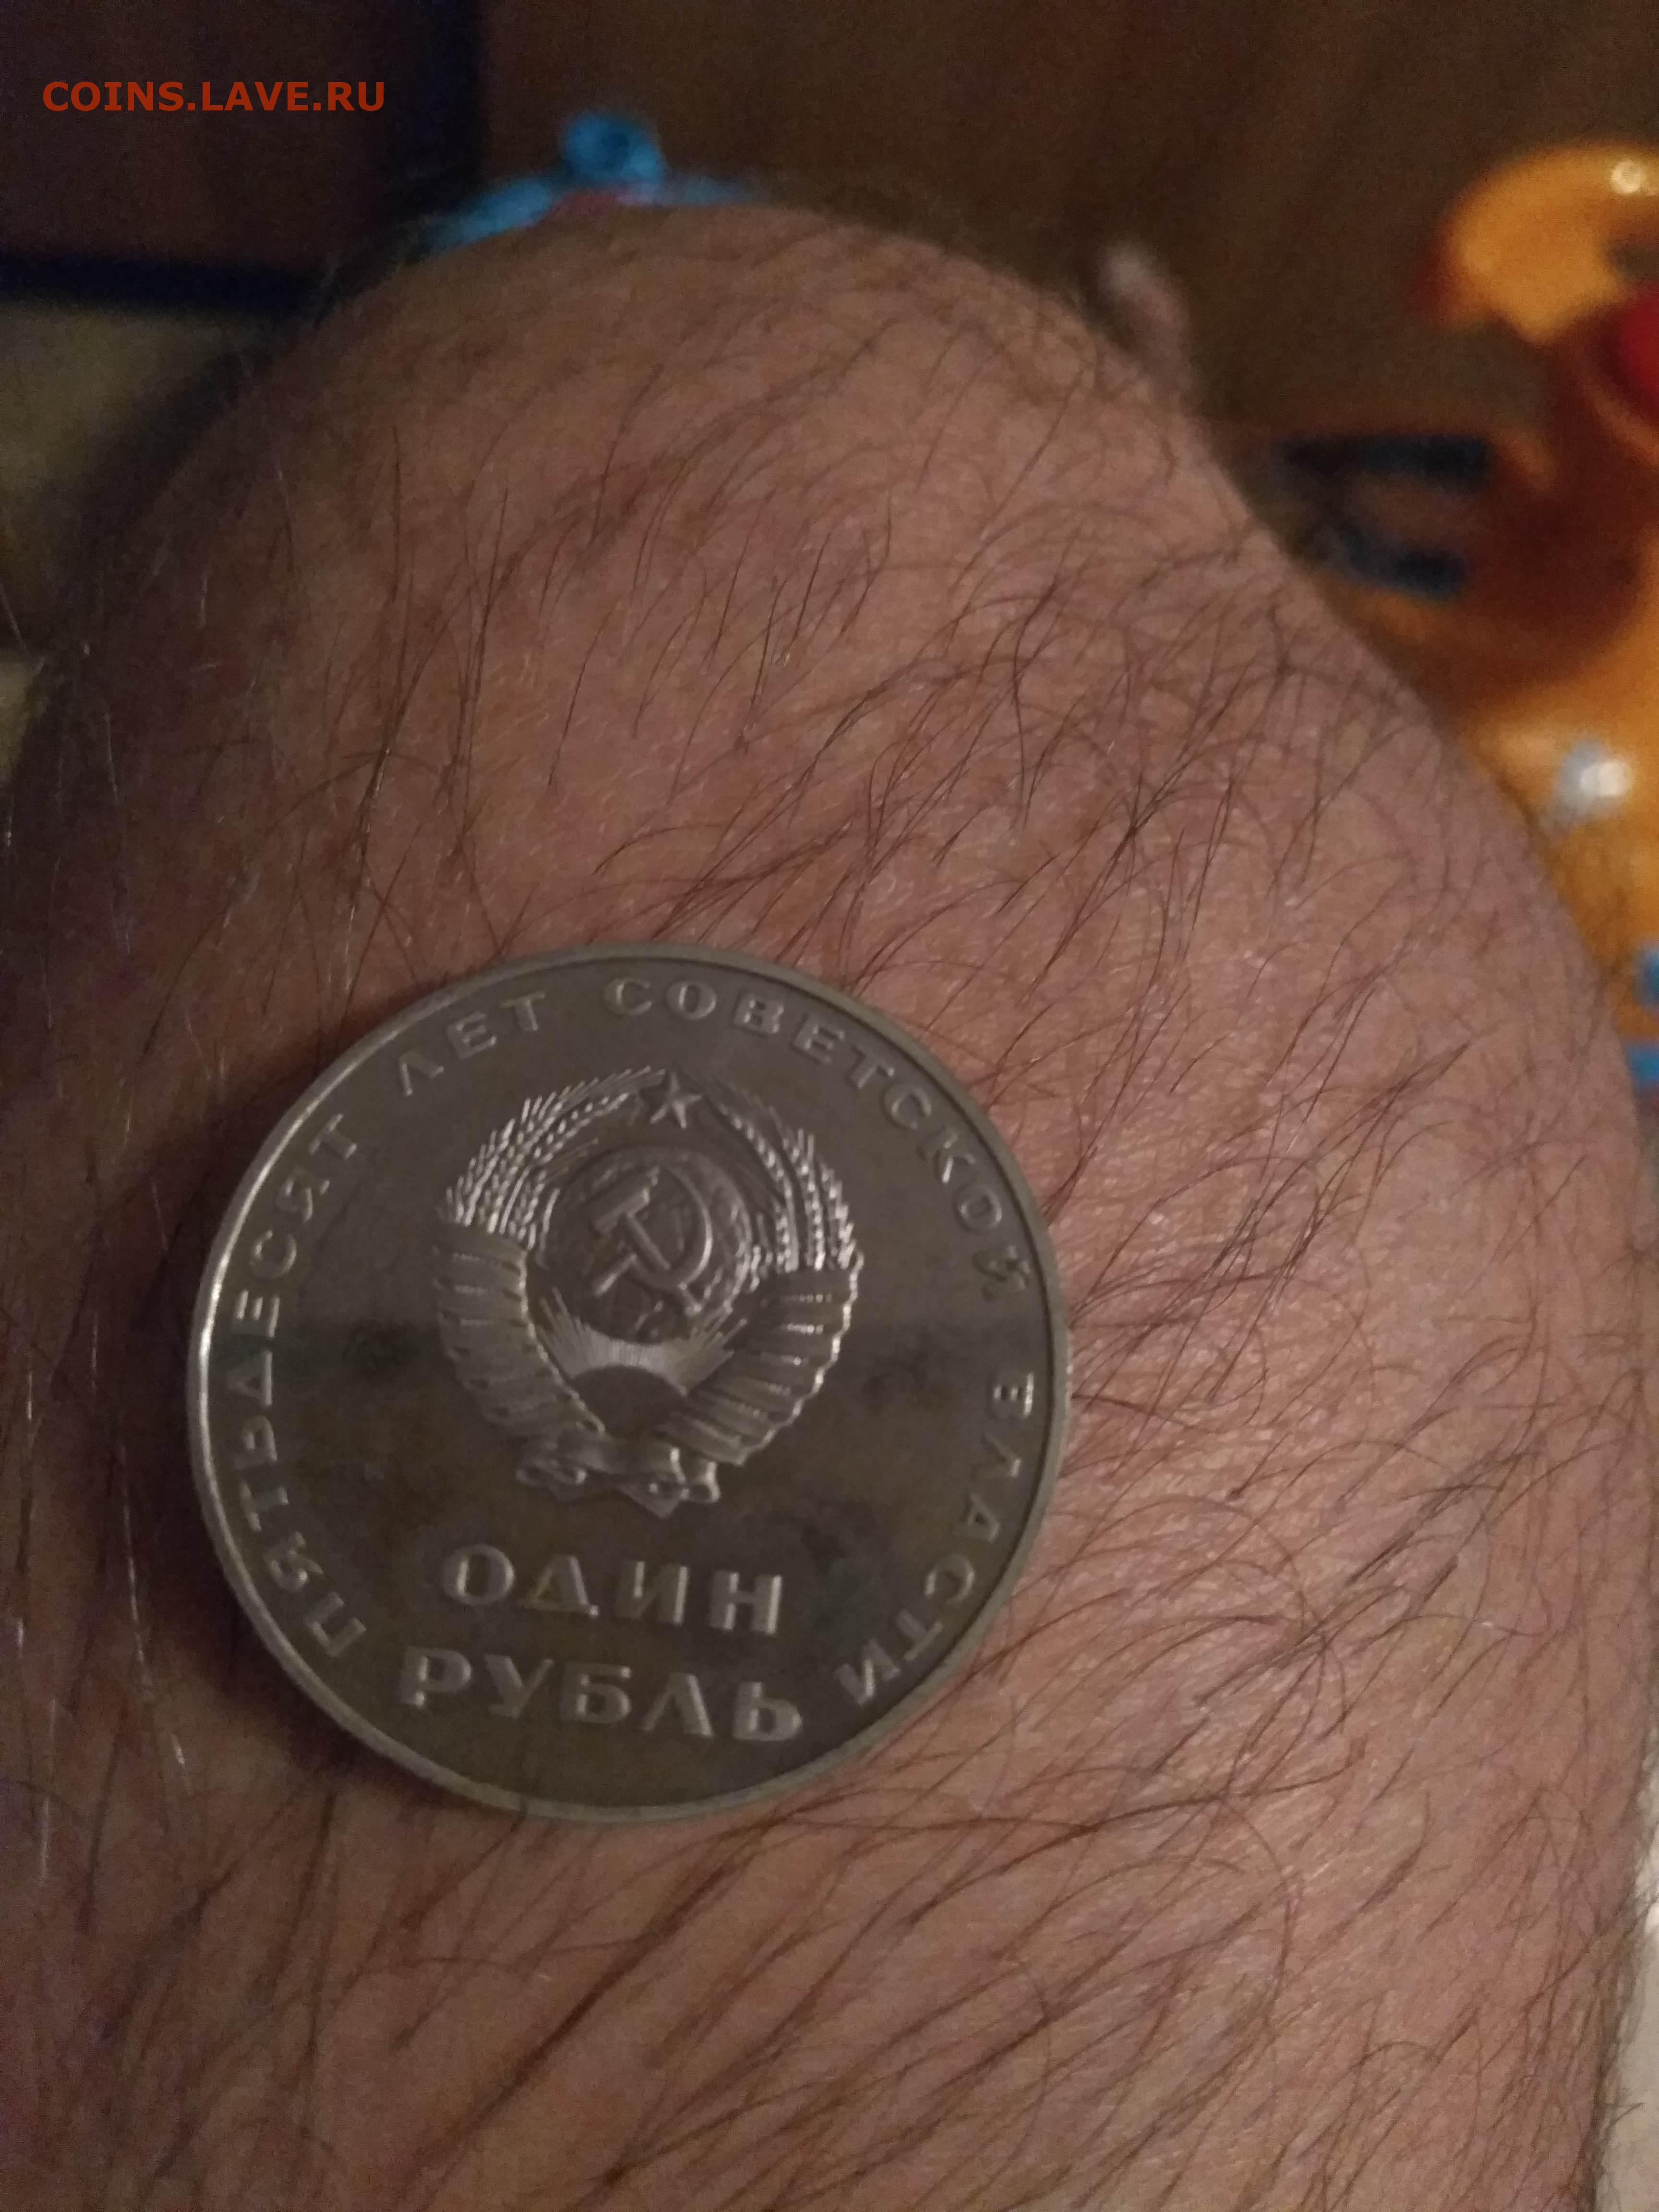 COINS.LAVE.RU
ПЯТЬДЕСЯТ ЛЕТ СОВЕТСКОЙ ВЛАСТИ
ОДИН
РУБЛЬ